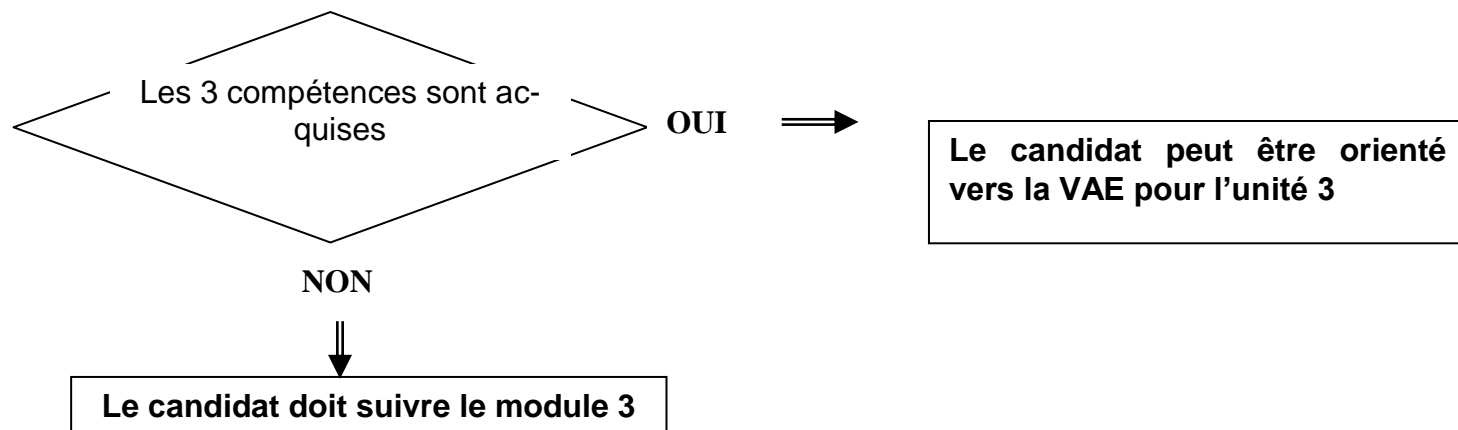 Les 3 compétences sont ac-
quises
OUI
Le candidat peut être orienté
vers la VAE pour l’unité 3
NON
Le candidat doit suivre le module 3